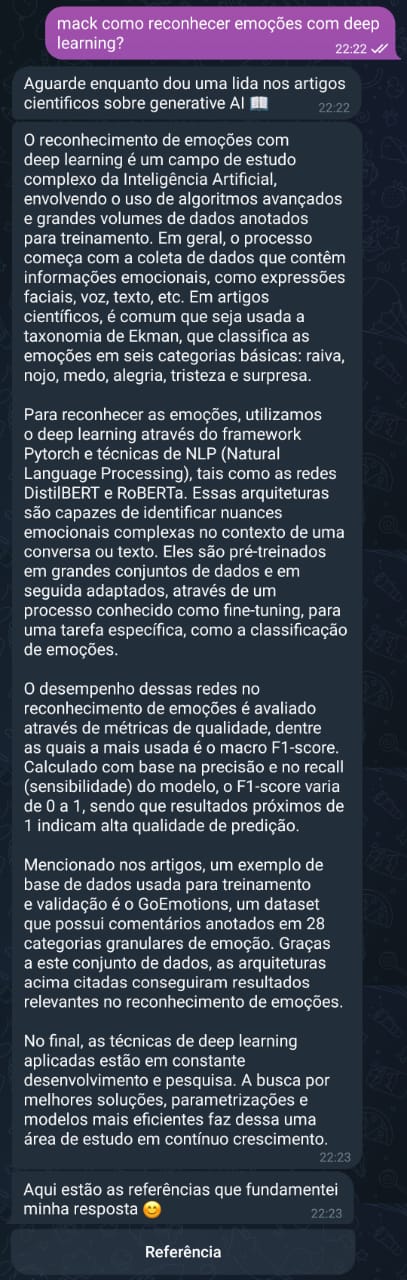 mack como reconhecer emoções com deep
learning?
22:22
Aguarde enquanto dou uma lida nos artigos
cientificos sobre generative AI 📖
22:22
O reconhecimento de emoções com
deep learning é um campo de estudo
complexo da Inteligência Artificial,
envolvendo o uso de algoritmos avançados
e grandes volumes de dados anotados
para treinamento. Em geral, o processo
começa com a coleta de dados que contêm
informações emocionais, como expressões
faciais, voz, texto, etc. Em artigos
científicos, é comum que seja usada a
taxonomia de Ekman, que classifica as
emoções em seis categorias básicas: raiva,
nojo, medo, alegria, tristeza e surpresa.
Para reconhecer as emoções, utilizamos
o deep learning através do framework
Pytorch e técnicas de NLP (Natural
Language Processing), tais como as redes
DistilBERT e RoBERTa. Essas arquiteturas
são capazes de identificar nuances
emocionais complexas no contexto de uma
conversa ou texto. Eles são pré-treinados
em grandes conjuntos de dados e em
seguida adaptados, através de um
processo conhecido como fine-tuning, para
uma tarefa específica, como a classificação
de emoções.
O desempenho dessas redes no
reconhecimento de emoções é avaliado
através de métricas de qualidade, dentre
as quais a mais usada é o macro F1-score.
Calculado com base na precisão e no recall
(sensibilidade) do modelo, o F1-score varia
de 0 a 1, sendo que resultados próximos de
1 indicam alta qualidade de predição.
Mencionado nos artigos, um exemplo de
base de dados usada para treinamento
e validação é o GoEmotions, um dataset
que possui comentários anotados em 28
categorias granulares de emoção. Graças
a este conjunto de dados, as arquiteturas
acima citadas conseguiram resultados
relevantes no reconhecimento de emoções.
No final, as técnicas de deep learning
aplicadas estão em constante
desenvolvimento e pesquisa. A busca por
melhores soluções, parametrizações e
modelos mais eficientes faz dessa uma
área de estudo em contínuo crescimento.
22:23
Aqui estão as referências que fundamentei
minha resposta 😊
22:23
Referência